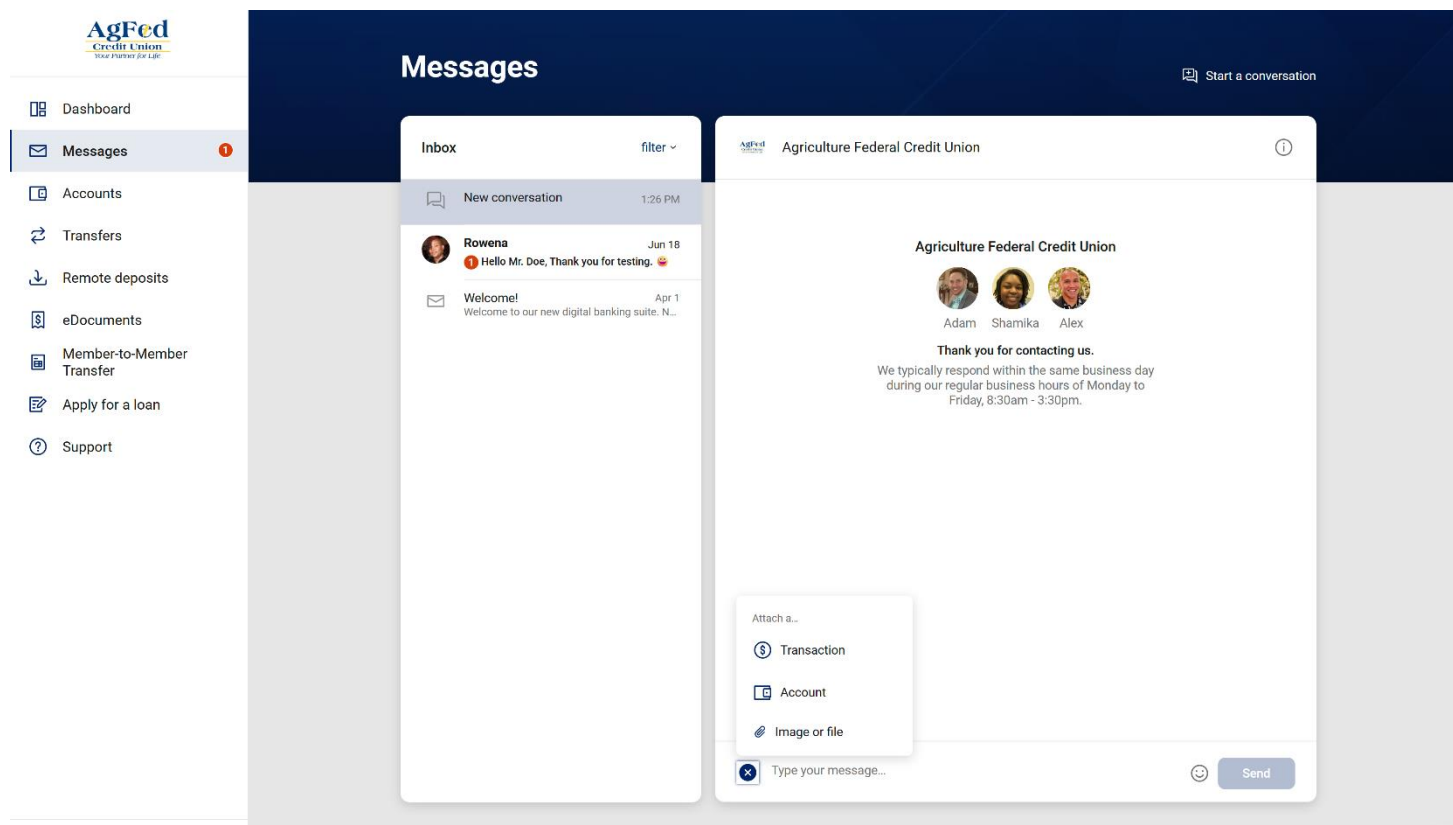 AgFed
Credit Union
Your Partner for Life
Dashboard
Messages 1
Accounts
Transfers
Remote deposits
eDocuments
Member-to-Member
Transfer
Apply for a loan
Support
Messages
Start a conversation
Inbox filter
New conversation 1:26 PM
Rowena Jun 18
1 Hello Mr. Doe, Thank you for testing. 😀
Welcome! Apr 1
Welcome to our new digital banking suite. N...
AgFed Agriculture Federal Credit Union
Agriculture Federal Credit Union
Adam Shamika Alex
Thank you for contacting us.
We typically respond within the same business day
during our regular business hours of Monday to
Friday, 8:30am - 3:30pm.
Attach a...
Transaction
Account
Image or file
Type your message...
Send